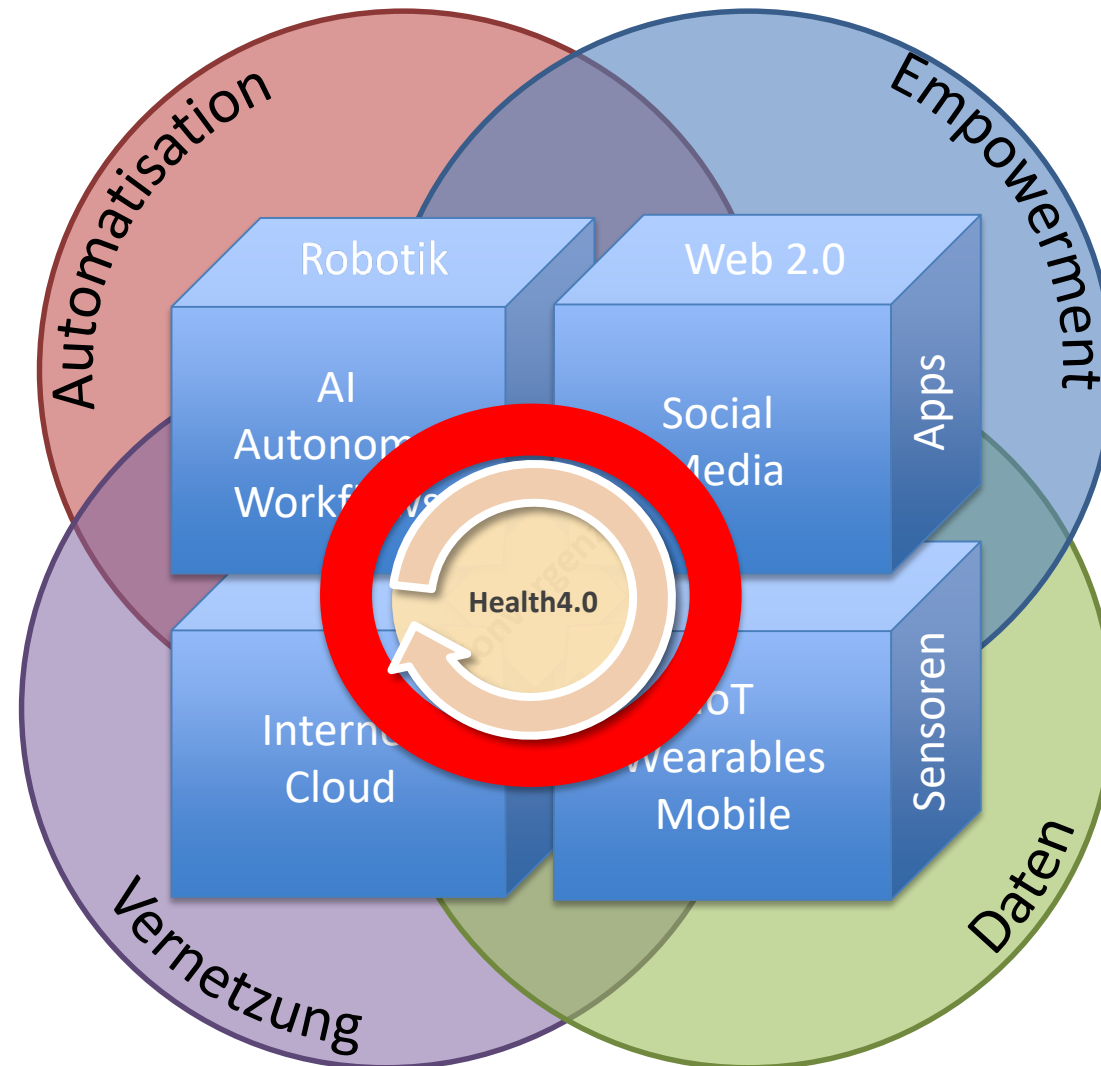 Automatisation
Empowerment
Robotik
Web 2.0
AI
Social
Apps
Health4.0
Cloud
Wearables
Mobile
Sensoren
Vernetzung
Daten